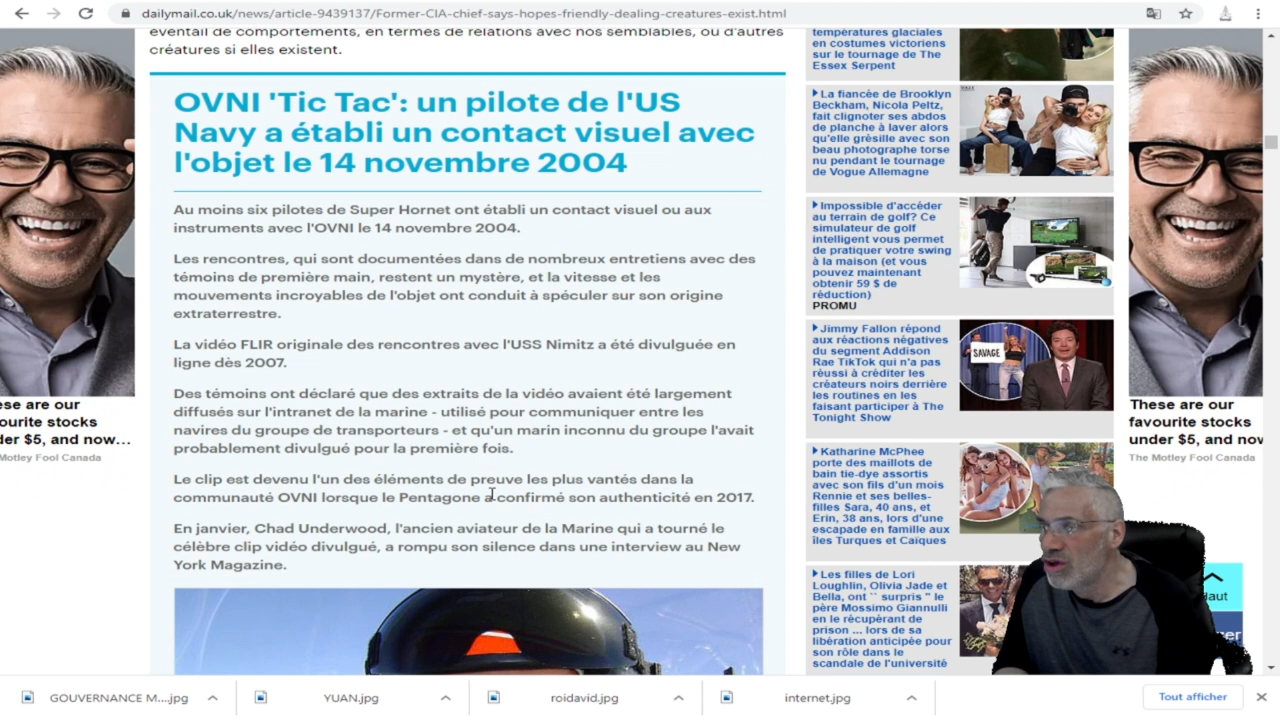 dailymail.co.uk/news/article-9439137/Former-CIA-chief-says-hopes-friendly-dealing-creatures-exist.html
éventail de comportements, en termes de relations avec nos semblables, ou d'autres
créatures si elles existent.
OVNI 'Tic Tac': un pilote de l'US
Navy a établi un contact visuel avec
l'objet le 14 novembre 2004
Au moins six pilotes de Super Hornet ont établi un contact visuel ou aux
instruments avec l'OVNI le 14 novembre 2004.
Les rencontres, qui sont documentées dans de nombreux entretiens avec des
témoins de première main, restent un mystère, et la vitesse et les
mouvements incroyables de l'objet ont conduit à spéculer sur son origine
extraterrestre.
La vidéo FLIR originale des rencontres avec l'USS Nimitz a été divulguée en
ligne dès 2007.
Des témoins ont déclaré que des extraits de la vidéo avaient été largement
diffusés sur l'intranet de la marine - utilisé pour communiquer entre les
navires du groupe de transporteurs - et qu'un marin inconnu du groupe l'avait
probablement divulgué pour la première fois.
Le clip est devenu l'un des éléments de preuve les plus vantés dans la
communauté OVNI lorsque le Pentagone a confirmé son authenticité en 2017.
En janvier, Chad Underwood, l'ancien aviateur de la Marine qui a tourné le
célèbre clip vidéo divulgué, a rompu son silence dans une interview au New
York Magazine.
températures glaciales
en costumes victoriens
sur le tournage de The
Essex Serpent
La fiancée de Brooklyn
Beckham, Nicola Peltz,
fait clignoter ses abdos
de planche à laver alors
qu'elle grésille avec son
beau photographe torse
nu pendant le tournage
de Vogue Allemagne
Impossible d'accéder
au terrain de golf? Ce
simulateur de golf
intelligent vous permet
de pratiquer votre swing
à la maison (et vous
pouvez maintenant
obtenir 59 $ de
réduction)
PROMU
Jimmy Fallon répond
aux réactions négatives
du segment Addison
Rae TikTok qui n'a pas
réussi à créditer les
créateurs noirs derrière
les routines en les
faisant participer à The
Tonight Show
SAVAGE
Katharine McPhee
porte des maillots de
bain tie-dye assortis
avec son fils d'un mois
Rennie et ses belles-
filles Sara, 40 ans, et
Erin, 38 ans, lors d'une
escapade en famille aux
îles Turques et Caïques
Les filles de Lori
Loughlin, Olivia Jade et
Bella, ont `` surpris '' le
père Mossimo Giannulli
en le récupérant de
prison ... lors de sa
libération anticipée pour
son rôle dans le
scandale de l'université
ese are our
ourite stocks
der $5, and now...
Motley Fool Canada
These are our
favourite stocks
under $5, and now
The Motley Fool Canada
Haut
er
GOUVERNANCE M....jpg
YUAN.jpg
roidavid.jpg
internet.jpg
Tout afficher